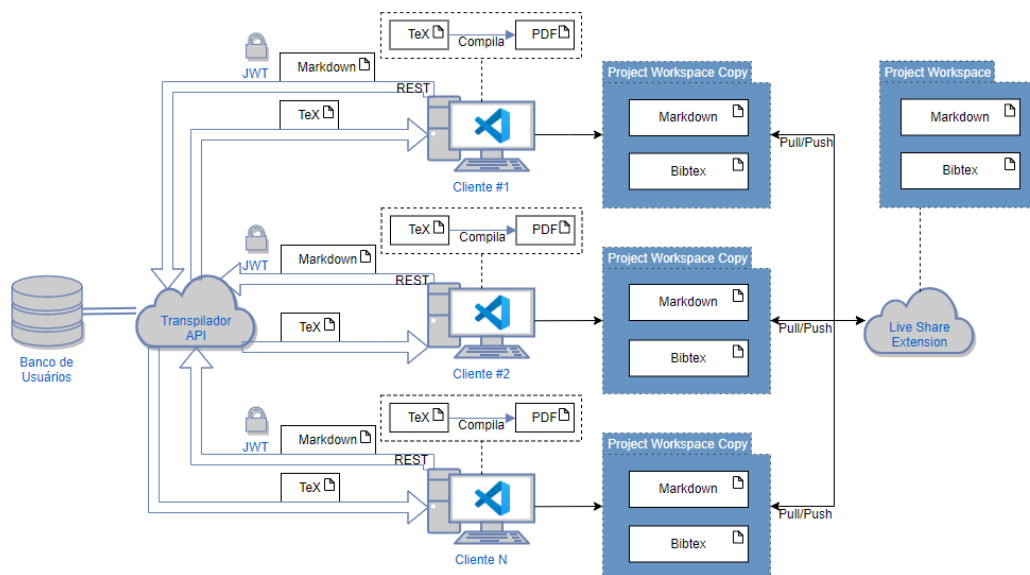 TeX
Compila
PDF
JWT
Markdown
REST
TeX
Cliente #1
Project Workspace Copy
Markdown
Bibtex
Pull/Push
Project Workspace
Markdown
Bibtex
TeX
Compila
PDF
JWT
Markdown
REST
TeX
Cliente #2
Project Workspace Copy
Markdown
Bibtex
Pull/Push
Live Share
Extension
Banco de
Usuários
Transpilador
API
TeX
Compila
PDF
JWT
Markdown
REST
TeX
Cliente N
Project Workspace Copy
Markdown
Bibtex
Pull/Push